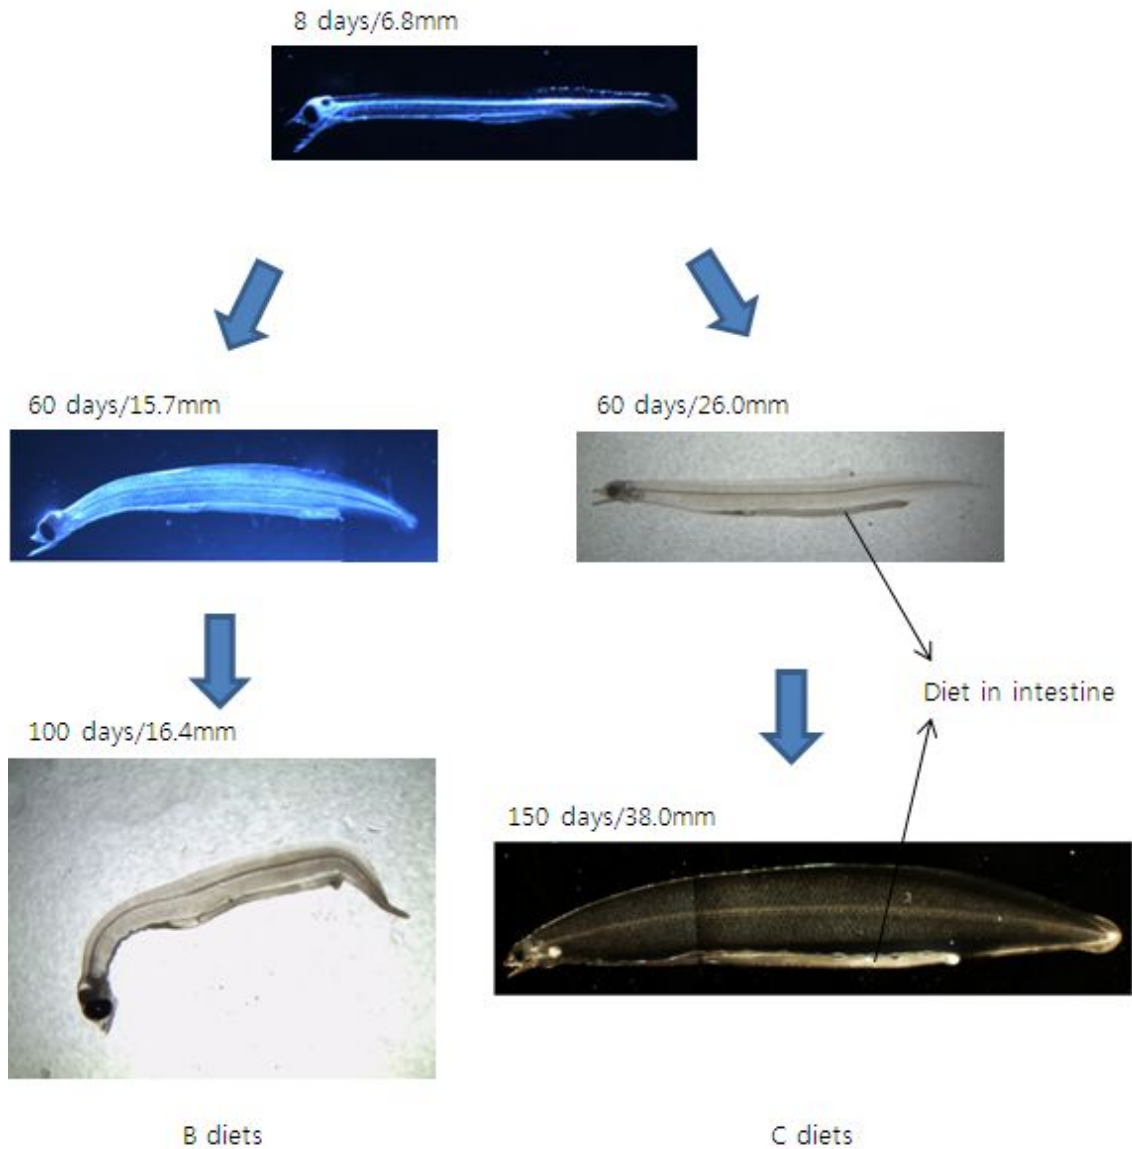 8 days/6.8mm
60 days/15.7mm
60 days/26.0mm
Diet in intestine
100 days/16.4mm
150 days/38.0mm
B diets
C diets